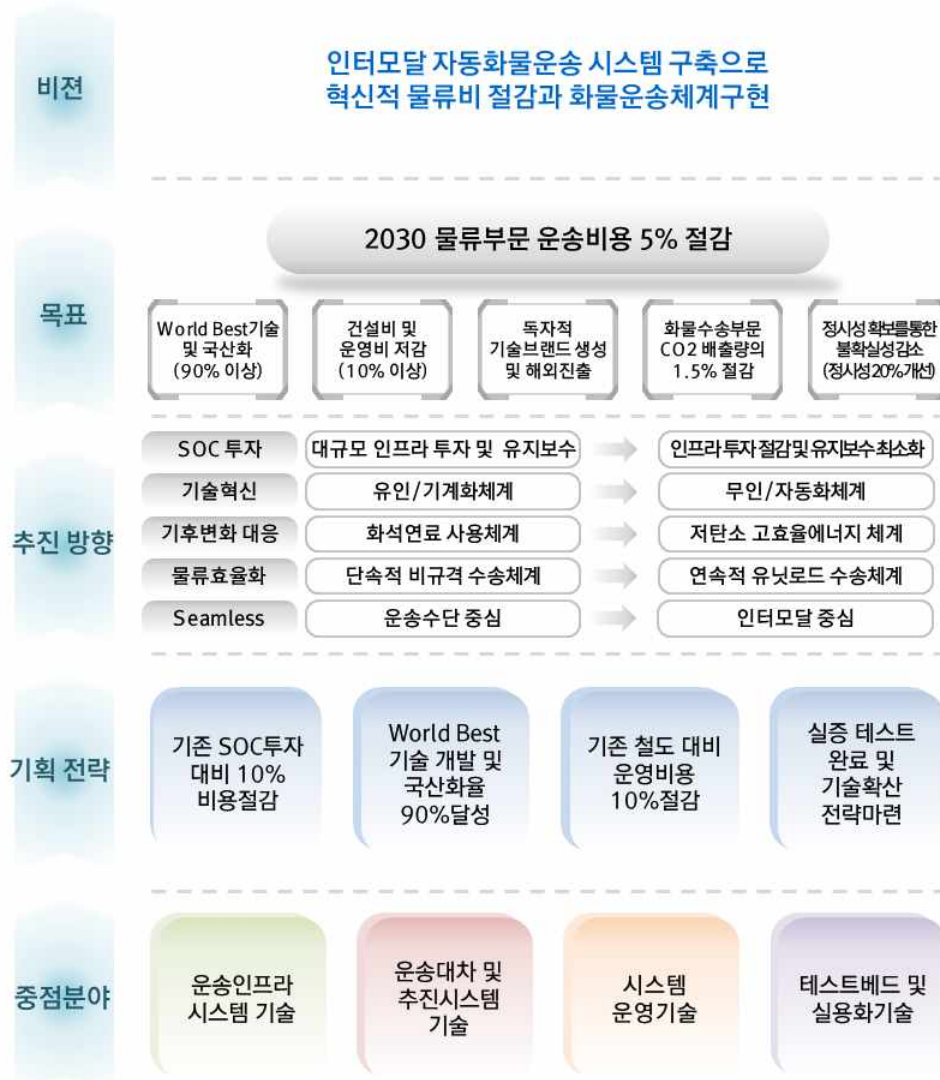 비젼
인터모달 자동화물운송 시스템 구축으로
혁신적 물류비 절감과 화물운송체계구현
목표
2030 물류부문 운송비용 5% 절감
World Best기술
및 국산화
(90% 이상)
건설비 및
운영비 저감
(10% 이상)
독자적
기술브랜드 생성
및 해외진출
화물수송부문
CO2 배출량의
1.5% 절감
정시성 확보를통한
불확실성 감소
(정시성 20% 개선)
추진 방향
SOC 투자
대규모 인프라 투자 및 유지보수
인프라 투자 절감 및 유지보수 최소화
기술혁신
유인/기계화체계
무인/자동화체계
기후변화 대응
화석연료 사용체계
저탄소 고효율에너지 체계
물류효율화
단속적 비규격 수송체계
연속적 유닛로드 수송체계
Seamless
운송수단 중심
인터모달 중심
기획 전략
기존 SOC투자
대비 10%
비용절감
World Best
기술 개발 및
국산화율
90%달성
기존 철도 대비
운영비용
10%절감
실증 테스트
완료 및
기술확산
전략마련
중점분야
운송인프라
시스템 기술
운송대차 및
추진시스템
기술
시스템
운영기술
테스트베드 및
실용화기술